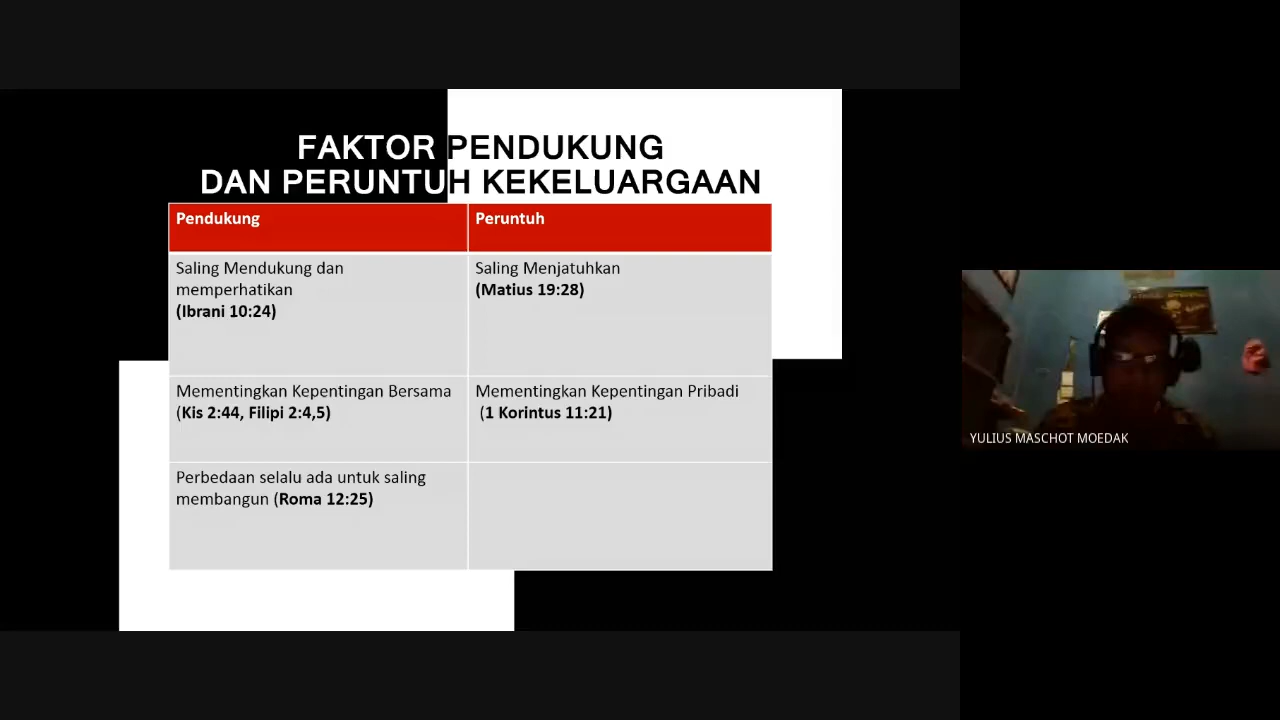 FAKTOR PENDUKUNG
DAN PERUNTUH KEKELUARGAAN
Pendukung
Peruntuh
Saling Mendukung dan
memperhatikan
(Ibrani 10:24)
Saling Menjatuhkan
(Matius 19:28)
Mementingkan Kepentingan Bersama
(Kis 2:44, Filipi 2:4,5)
Mementingkan Kepentingan Pribadi
(1 Korintus 11:21)
Perbedaan selalu ada untuk saling
membangun (Roma 12:25)
YULIUS MASCHOT MOEDAK